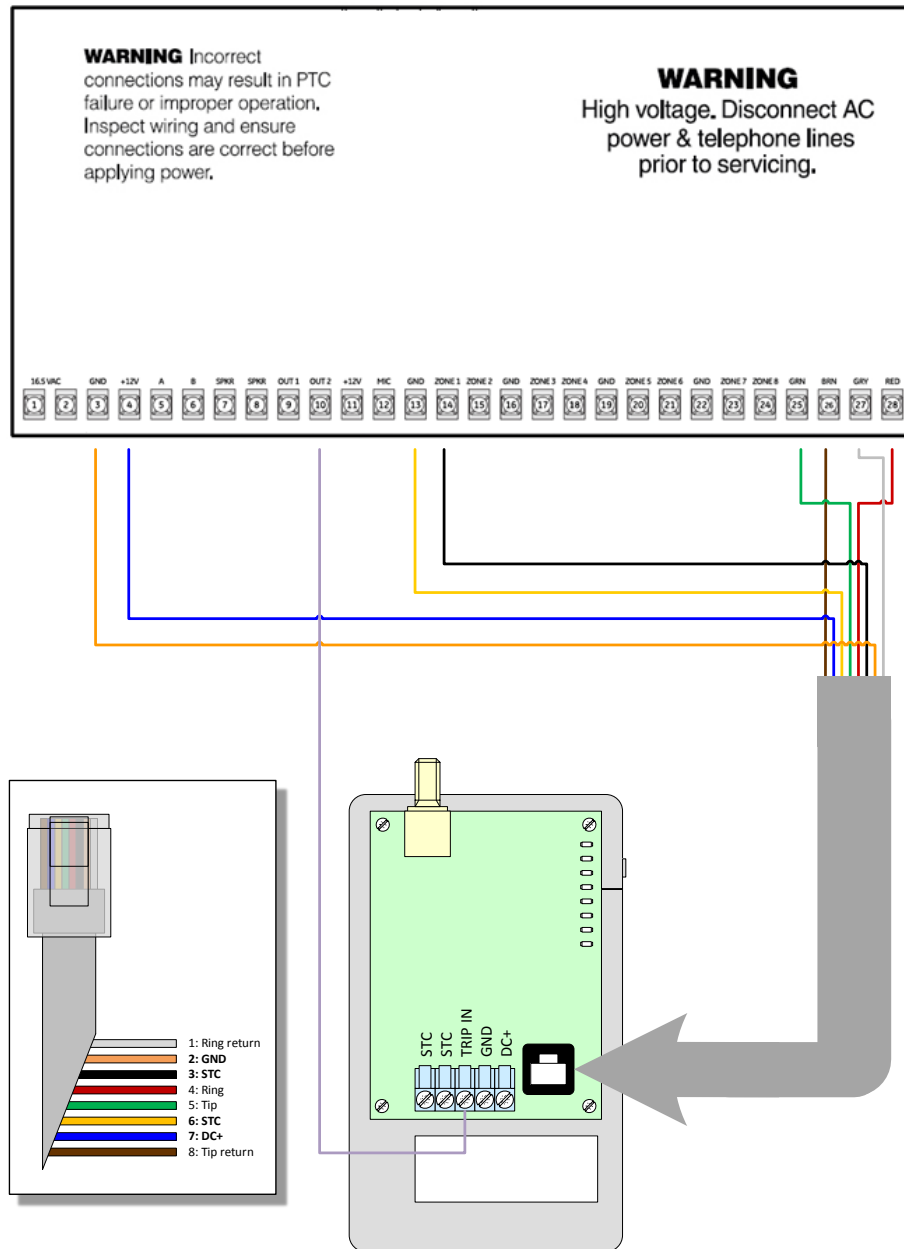 WARNING Incorrect
connections may result in PTC
failure or improper operation.
Inspect wiring and ensure
connections are correct before
applying power.
WARNING
High voltage. Disconnect AC
power & telephone lines
prior to servicing.
16.5 VAC GND +12V A B SPKR SPKR OUT 1 OUT 2 +12V MIC GND ZONE 1 ZONE 2 GND ZONE 3 ZONE 4 GND ZONE 5 ZONE 6 GND ZONE 7 ZONE 8 GRN BRN GRY RED
1 2 3 4 5 6 7 8 9 10 11 12 13 14 15 16 17 18 19 20 21 22 23 24 25 26 27 28
STC STC TRIP IN GND DC+
1: Ring return
2: GND
3: STC
4: Ring
5: Tip
6: STC
7: DC+
8: Tip return